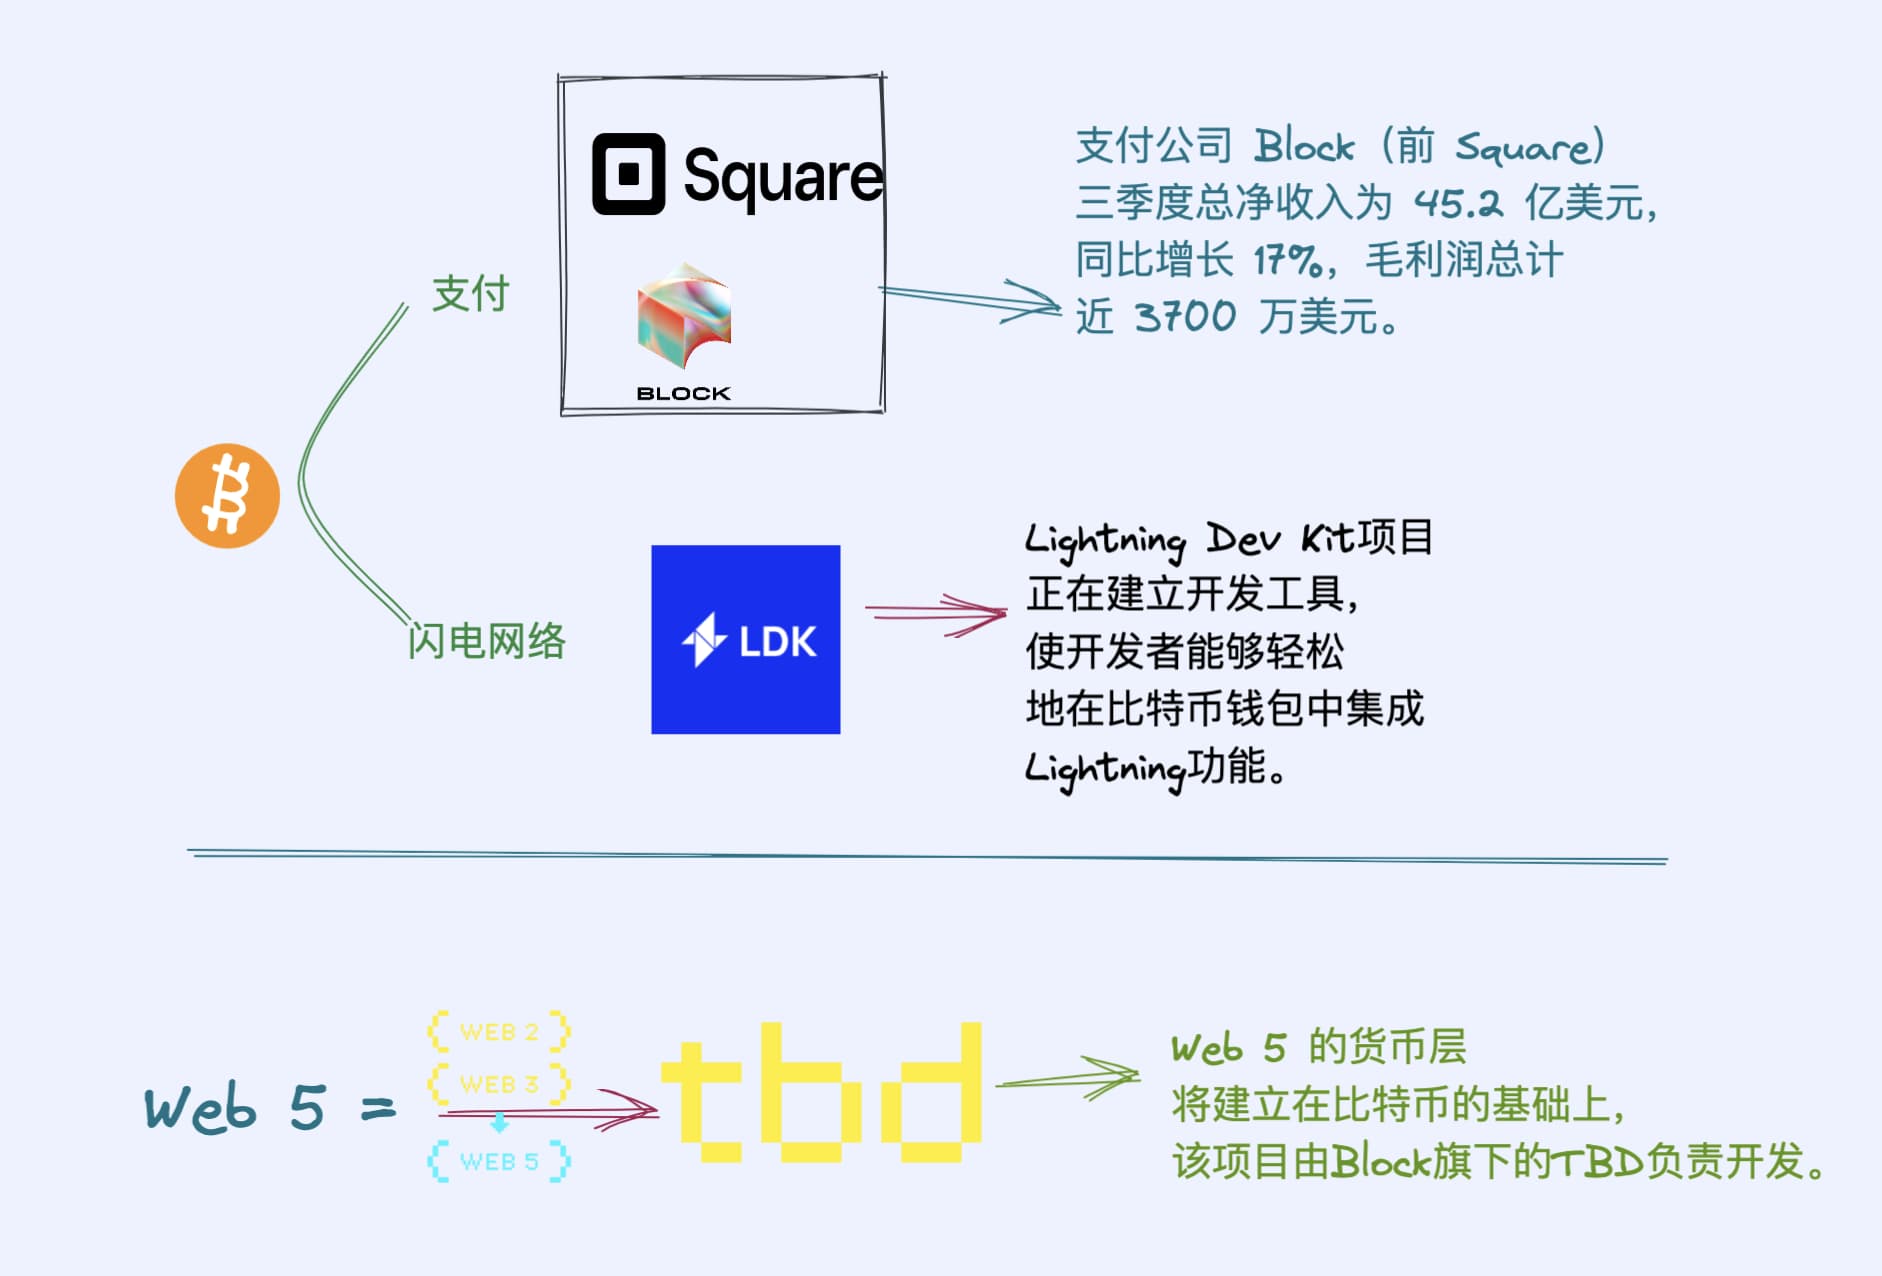 Square
BLOCK
支付
支付公司 Block（前 Square）
三季度总净收入为 45.2 亿美元，
同比增长 17%，毛利润总计
近 3700 万美元。
闪电网络
LDK
Lightning Dev Kit项目
正在建立开发工具，
使开发者能够轻松
地在比特币钱包中集成
Lightning功能。
Web 5 =
{ WEB 2 }
{ WEB 3 }
{ WEB 5 }
tbd
Web 5 的货币层
将建立在比特币的基础上，
该项目由Block旗下的TBD负责开发。